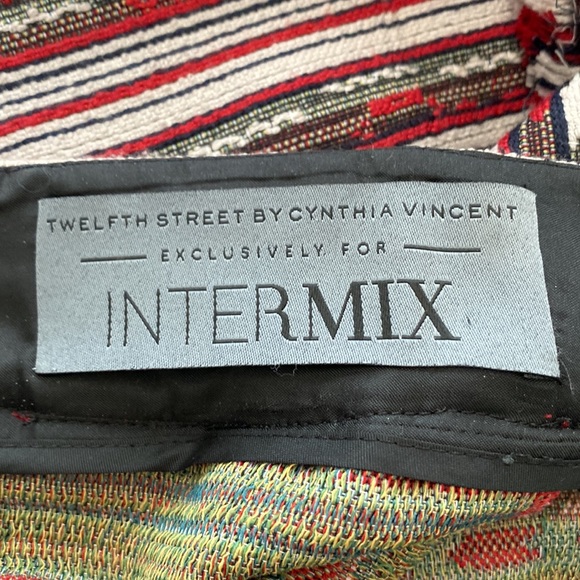 TWELFTH STREET BY CYNTHIA VINCENT
EXCLUSIVELY FOR
INTERMIX